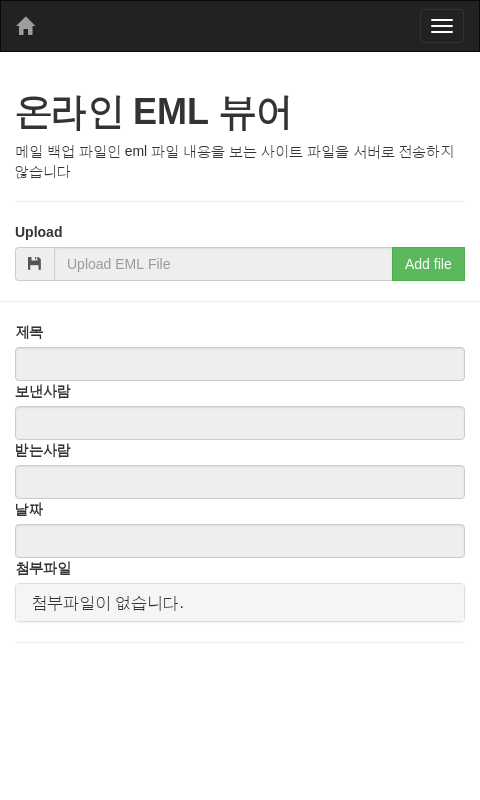 온라인 EML 뷰어
메일 백업 파일인 eml 파일 내용을 보는 사이트 파일을 서버로 전송하지
않습니다
Upload
Upload EML File
Add file
제목
보낸사람
받는사람
날짜
첨부파일
첨부파일이 없습니다.